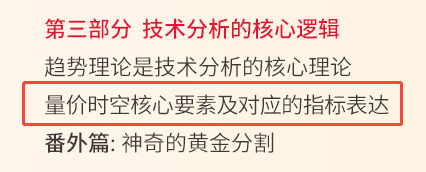 第三部分 技术分析的核心逻辑
趋势理论是技术分析的核心理论
量价时空核心要素及对应的指标表达
番外篇: 神奇的黄金分割